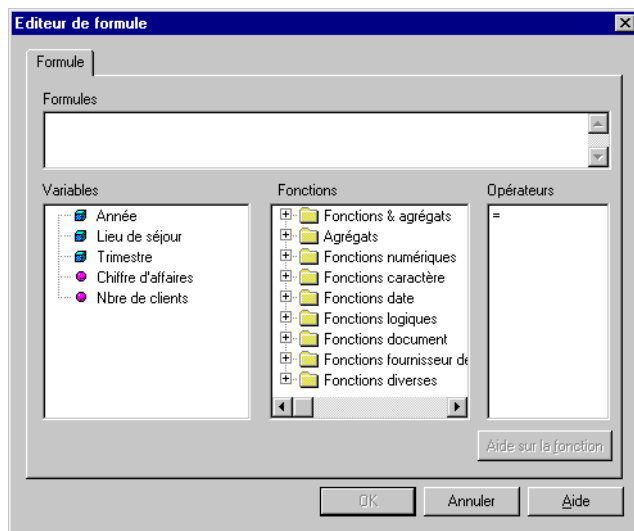 Editeur de formule
Formule
Formules
Variables
Année
Lieu de séjour
Trimestre
Chiffre d'affaires
Nbre de clients
Fonctions
Fonctions & agrégats
Agrégats
Fonctions numériques
Fonctions caractère
Fonctions date
Fonctions logiques
Fonctions document
Fonctions fournisseur de
Fonctions diverses
Opérateurs
=
Aide sur la fonction
OK
Annuler
Aide